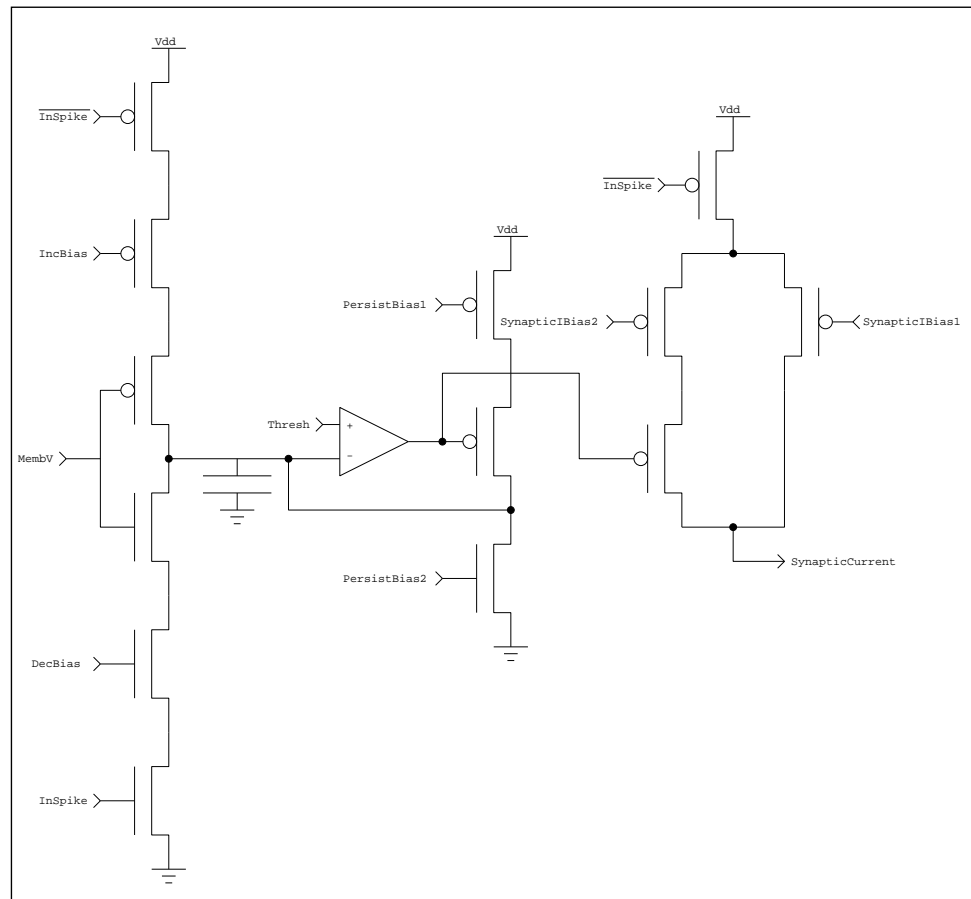 Vdd
InSpike
Vdd
InSpike
Vdd
IncBias
PersistBias1
SynapticIBias2
SynapticIBias1
Thresh
+
-
MembV
SynapticCurrent
PersistBias2
DecBias
InSpike